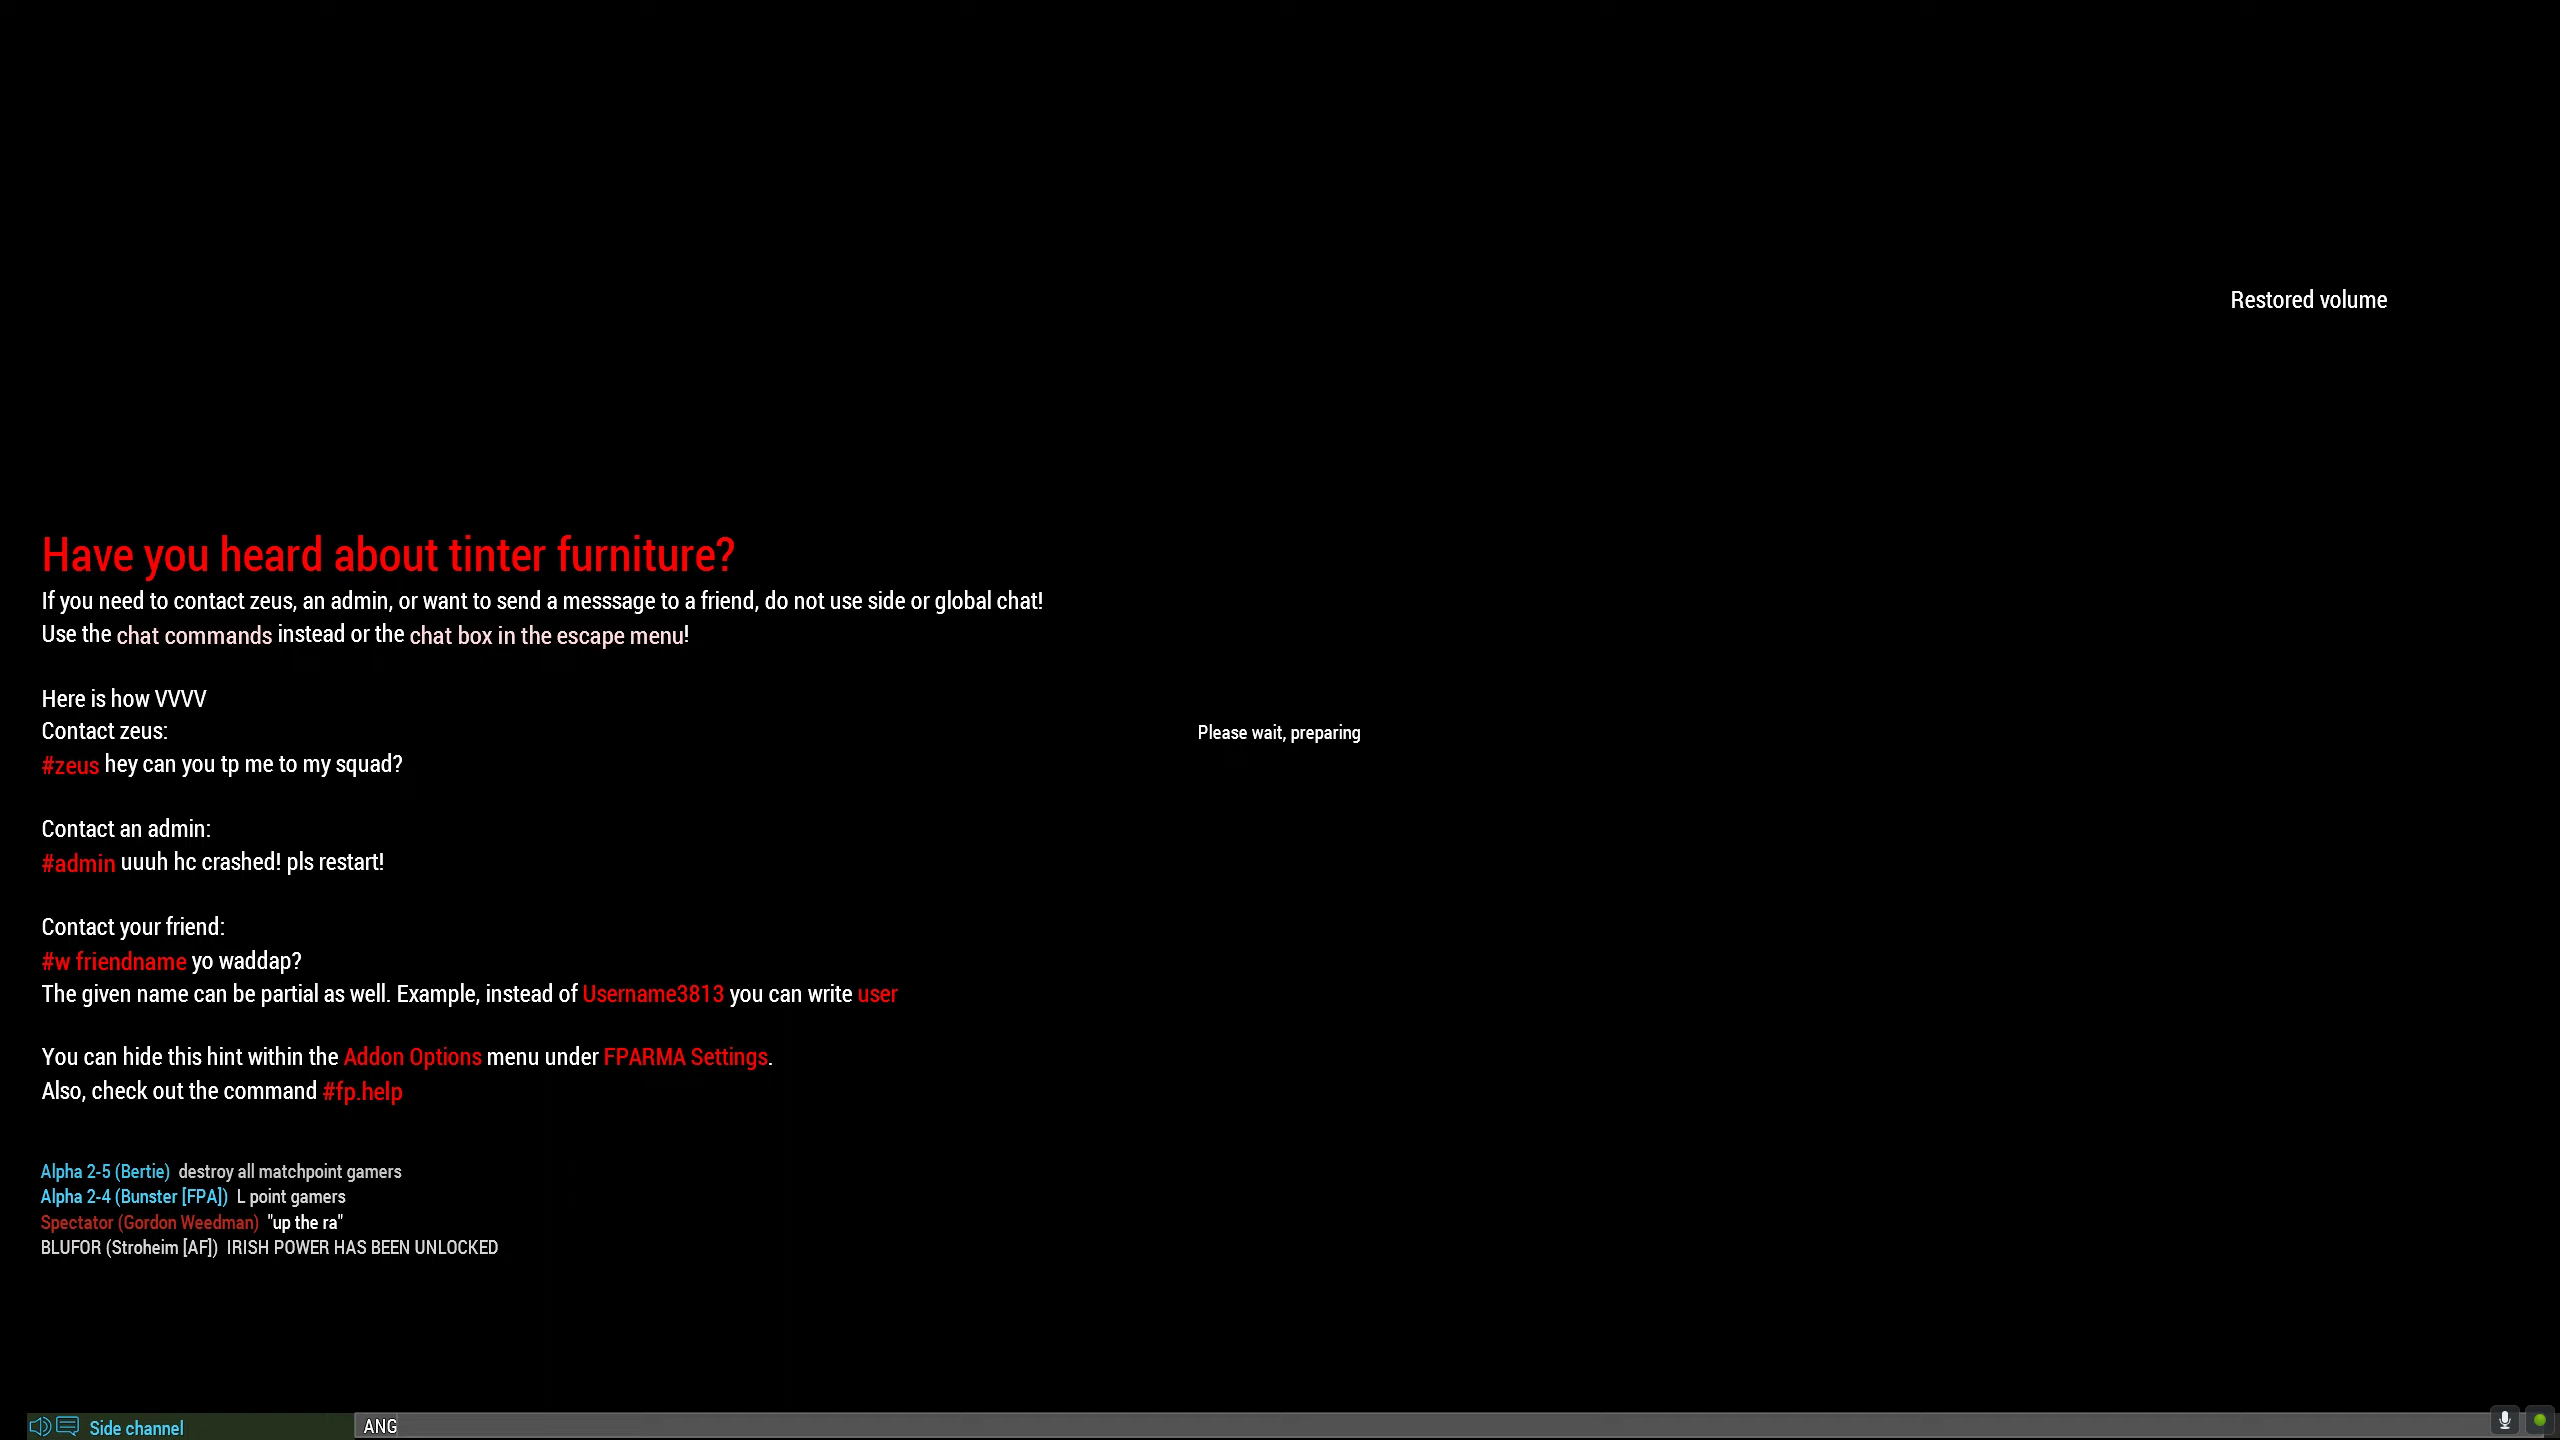 Restored volume
Have you heard about tinter furniture?
If you need to contact zeus, an admin, or want to send a messsage to a friend, do not use side or global chat!
Use the chat commands instead or the chat box in the escape menu!
Here is how VVVV
Contact zeus:
Please wait, preparing
#zeus hey can you tp me to my squad?
Contact an admin:
#admin uuuh hc crashed! pls restart!
Contact your friend:
#w friendname yo waddap?
The given name can be partial as well. Example, instead of Username3813 you can write user
You can hide this hint within the Addon Options menu under FPARMA Settings.
Also, check out the command #fp.help
Alpha 2-5 (Bertie) destroy all matchpoint gamers
Alpha 2-4 (Bunster [FPA]) L point gamers
Spectator (Gordon Weedman) "up the ra"
BLUFOR (Stroheim [AF]) IRISH POWER HAS BEEN UNLOCKED
Side channel ANG